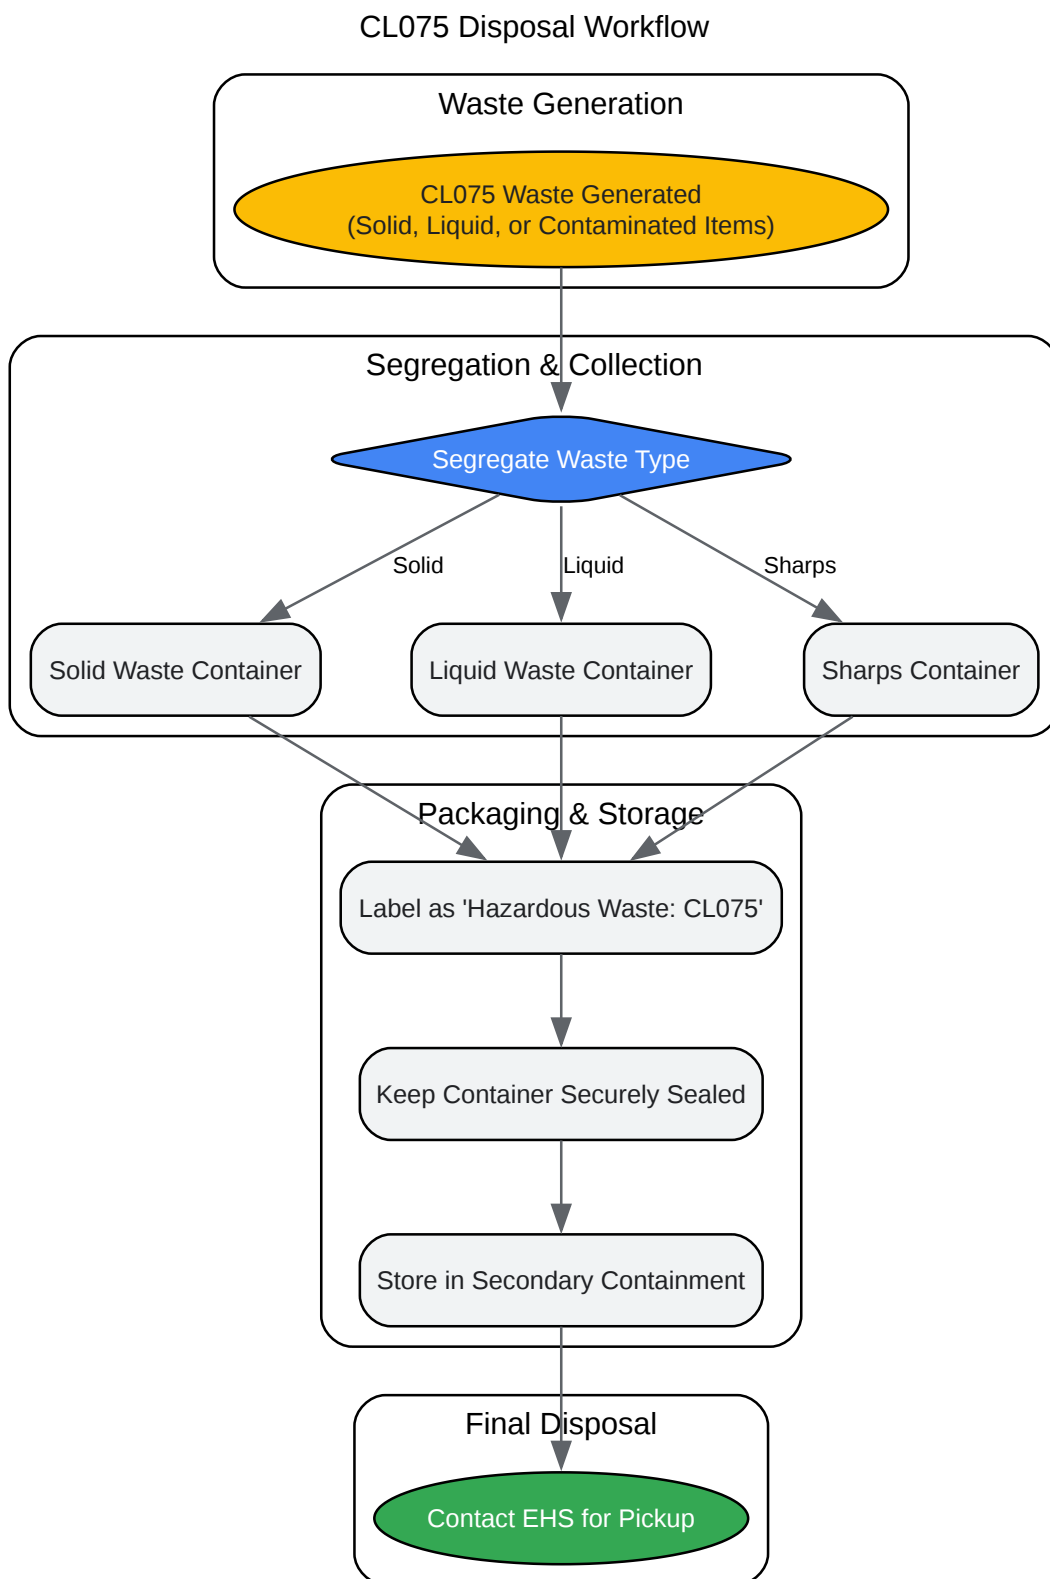 CL075 Disposal Workflow
Waste Generation
CL075 Waste Generated
(Solid, Liquid, or Contaminated Items)
Segregation & Collection
Segregate Waste Type
Solid
Liquid
Sharps
Solid Waste Container
Liquid Waste Container
Sharps Container
Packaging & Storage
Label as 'Hazardous Waste: CL075'
Keep Container Securely Sealed
Store in Secondary Containment
Final Disposal
Contact EHS for Pickup